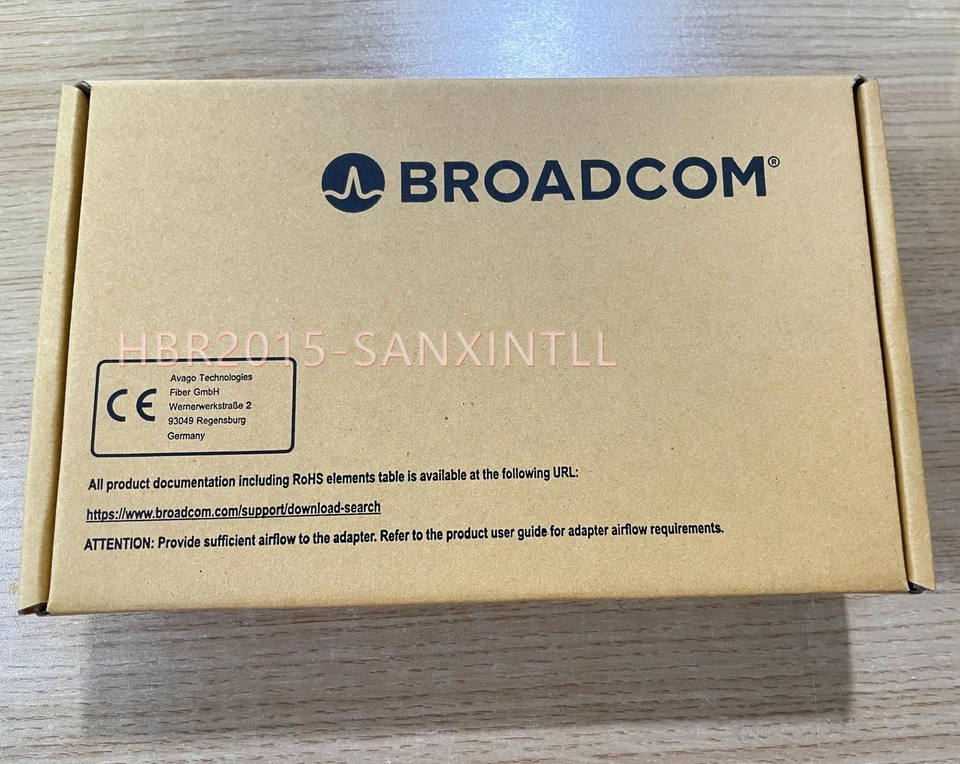 BROADCOM®
HBR2015-SANXINTLL
CE
Avago Technologies
Fiber GmbH
Wernerwerkstraße 2
93049 Regensburg
Germany
All product documentation including RoHS elements table is available at the following URL:
https://www.broadcom.com/support/download-search
ATTENTION: Provide sufficient airflow to the adapter. Refer to the product user guide for adapter airflow requirements.